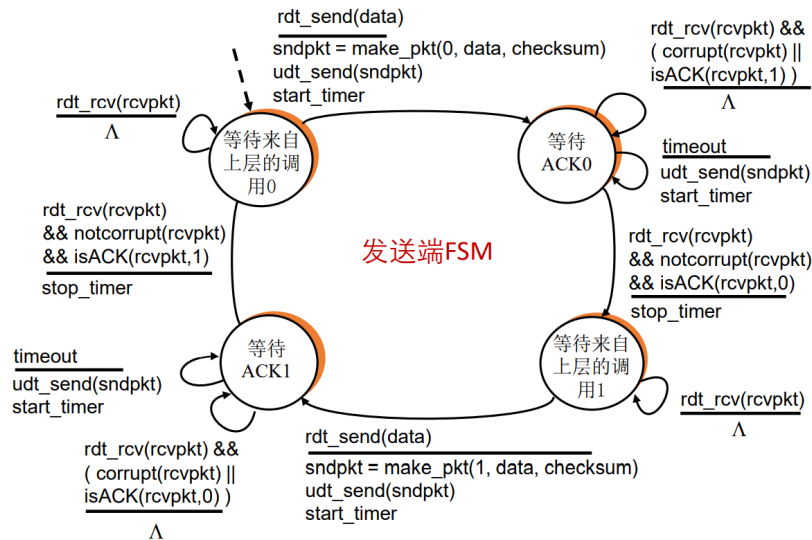 rdt_send(data)
sndpkt = make_pkt(0, data, checksum)
udt_send(sndpkt)
start_timer
rdt_rcv(rcvpkt) &&
( corrupt(rcvpkt) ||
isACK(rcvpkt,1) )
Λ
rdt_rcv(rcvpkt)
Λ
等待来自
上层的调
用0
等待
ACK0
timeout
udt_send(sndpkt)
start_timer
rdt_rcv(rcvpkt)
&& notcorrupt(rcvpkt)
&& isACK(rcvpkt,1)
stop_timer
发送端FSM
rdt_rcv(rcvpkt)
&& notcorrupt(rcvpkt)
&& isACK(rcvpkt,0)
stop_timer
timeout
udt_send(sndpkt)
start_timer
等待
ACK1
等待来自
上层的调
用1
rdt_rcv(rcvpkt)
Λ
rdt_rcv(rcvpkt) &&
( corrupt(rcvpkt) ||
isACK(rcvpkt,0) )
Λ
rdt_send(data)
sndpkt = make_pkt(1, data, checksum)
udt_send(sndpkt)
start_timer